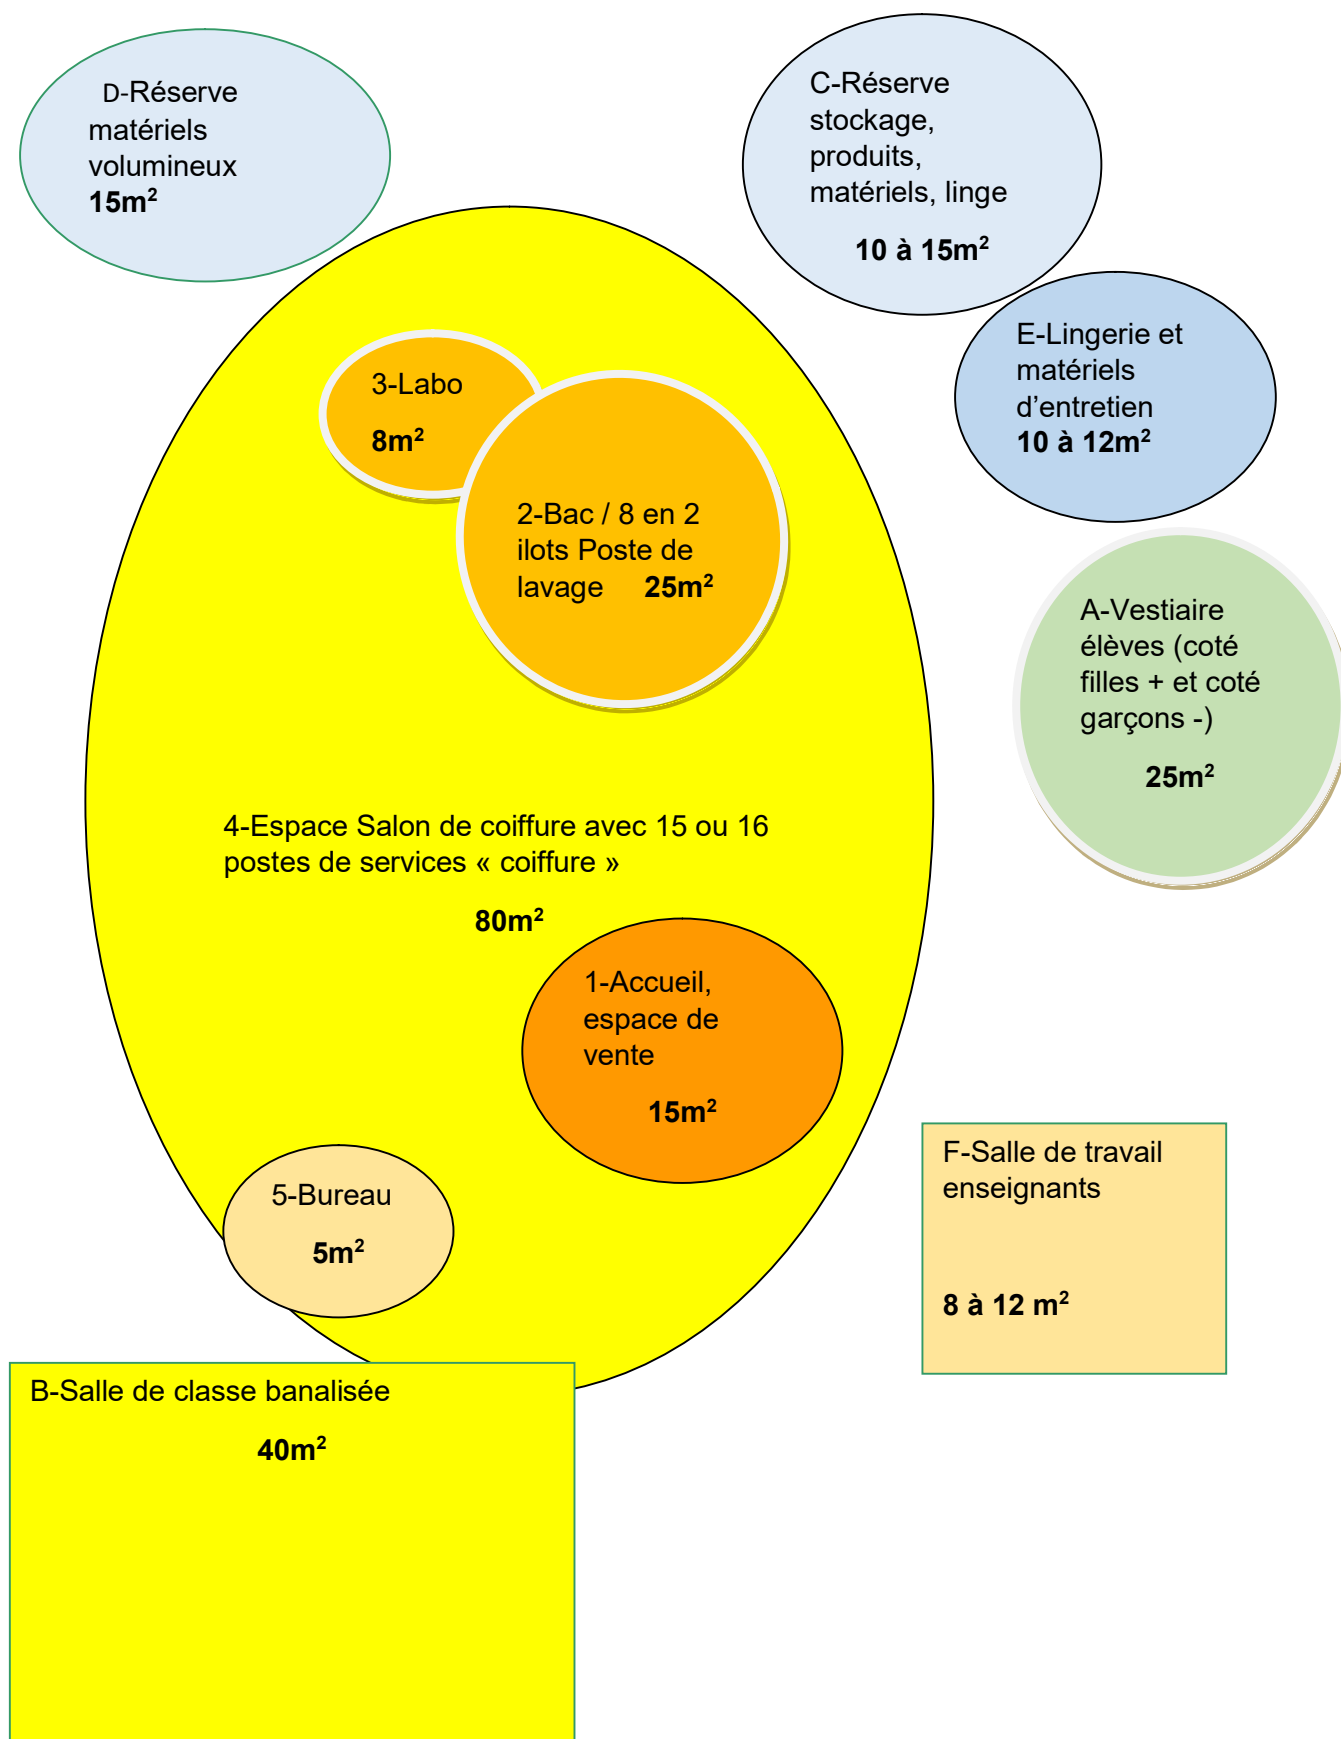 D-Réserve
matériels
volumineux
15m²
C-Réserve
stockage,
produits,
matériels, linge
10 à 15m²
E-Lingerie et
matériels
d’entretien
10 à 12m²
3-Labo
8m²
2-Bac / 8 en 2
ilots Poste de
lavage 25m²
A-Vestiaire
élèves (coté
filles + et coté
garçons -)
25m²
4-Espace Salon de coiffure avec 15 ou 16
postes de services « coiffure »
80m²
1-Accueil,
espace de
vente
15m²
5-Bureau
5m²
F-Salle de travail
enseignants
8 à 12 m²
B-Salle de classe banalisée
40m²